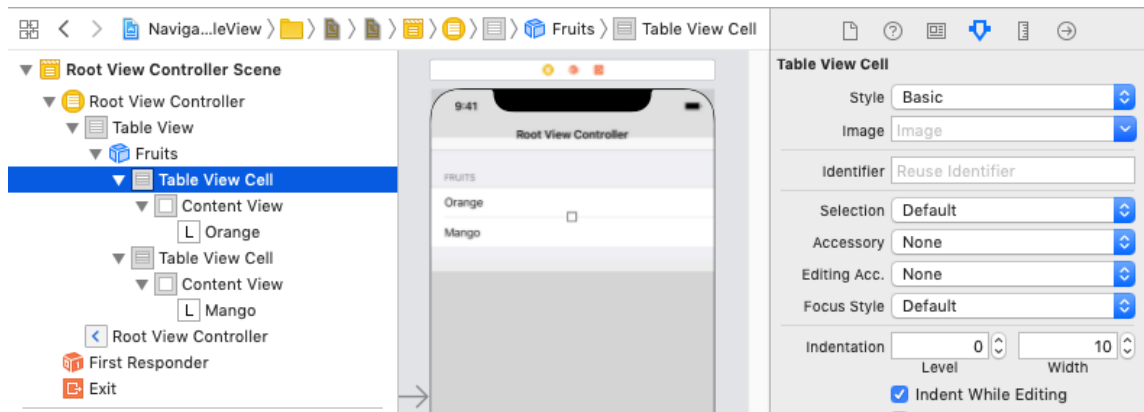 Naviga...leView Fruits Table View Cell
Root View Controller Scene
Root View Controller
Table View
Fruits
Table View Cell
Content View
L Orange
Table View Cell
Content View
L Mango
Root View Controller
First Responder
Exit
9:41
Root View Controller
FRUITS
Orange
Mango
Table View Cell
Style Basic
Image Image
Identifier Reuse Identifier
Selection Default
Accessory None
Editing Acc. None
Focus Style Default
Indentation 0 10
Level Width
Indent While Editing